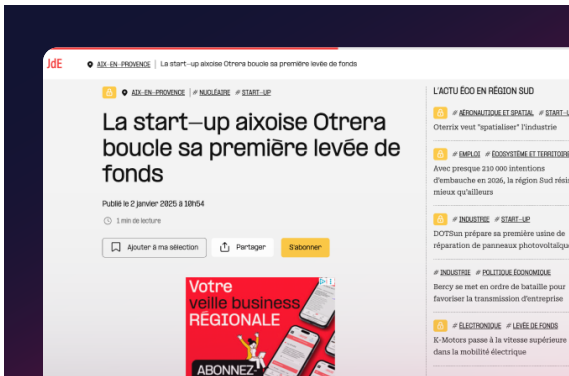 JdE
AIX-EN-PROVENCE | La start-up aixoise Otrera boucle sa première levée de fonds
AIX-EN-PROVENCE | # NUCLÉAIRE # START-UP
La start-up aixoise Otrera
boucle sa première levée de
fonds
Publié le 2 janvier 2025 à 10h54
1 min de lecture
Ajouter à ma sélection
Partager
S'abonner
Votre
veille business
RÉGIONALE
ABONNEZ-
L'ACTU ÉCO EN RÉGION SUD
# AÉRONAUTIQUE ET SPATIAL # START-U
Oterrix veut "spatialiser" l'industrie
# EMPLOI # ÉCOSYSTÈME ET TERRITOIRE
Avec presque 210 000 intentions
d'embauche en 2026, la région Sud rési
mieux qu'ailleurs
# INDUSTRIE # START-UP
DOTSun prépare sa première usine de
réparation de panneaux photovoltaïqu
# INDUSTRIE # POLITIQUE ÉCONOMIQUE
Bercy se met en ordre de bataille pour
favoriser la transmission d'entreprise
# ÉLECTRONIQUE # LEVÉE DE FONDS
K-Motors passe à la vitesse supérieure
dans la mobilité électrique